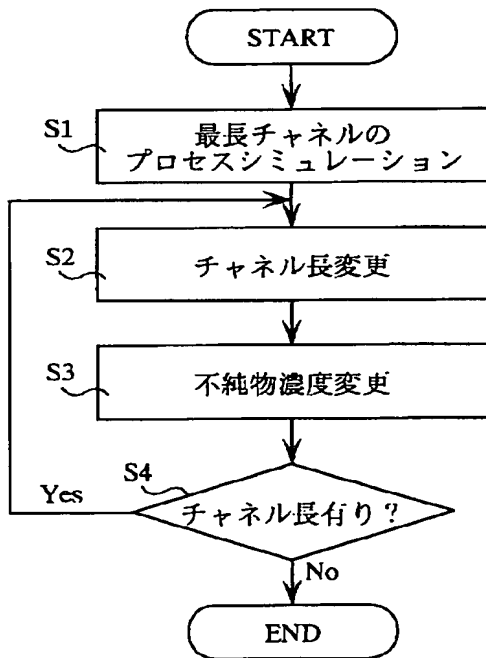 START
S1
最長チャネルの
プロセスシミュレーション
S2
チャネル長変更
S3
不純物濃度変更
S4
Yes
チャネル長有り?
No
END